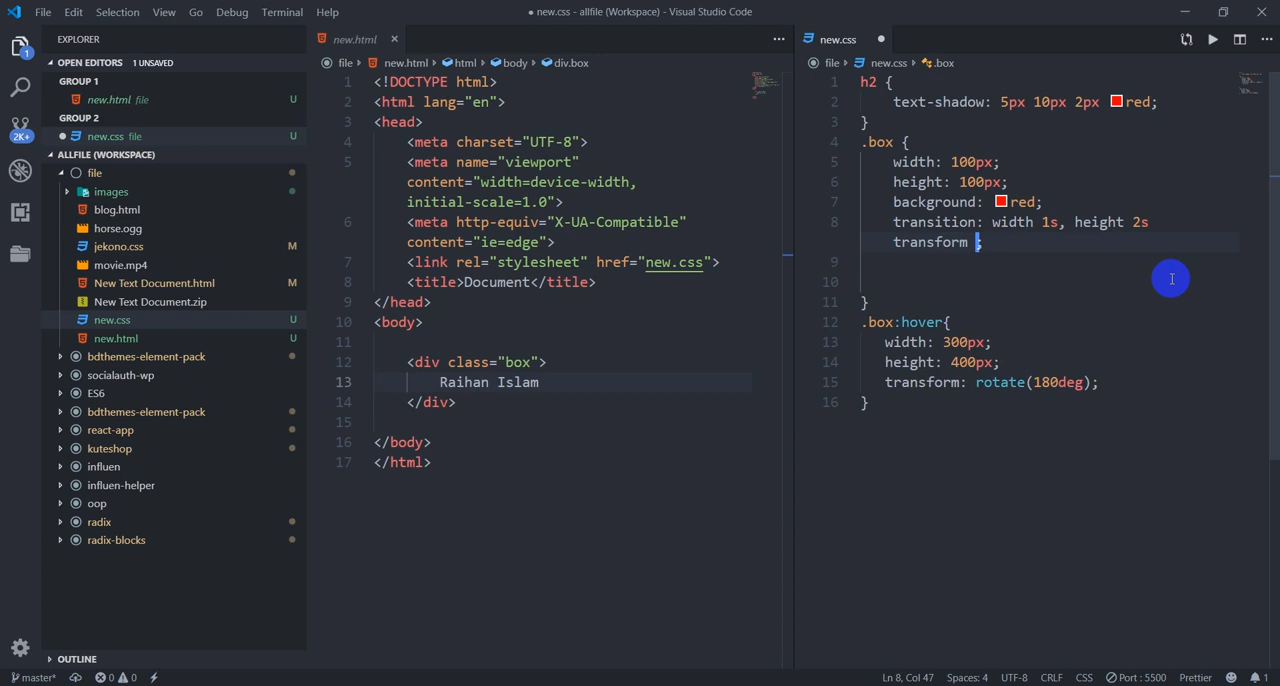 File Edit Selection View Go Debug Terminal Help
● new.css - allfile (Workspace) - Visual Studio Code
EXPLORER
OPEN EDITORS 1 UNSAVED
GROUP 1
new.html file U
GROUP 2
new.css file U
ALLFILE (WORKSPACE)
file
images
blog.html
horse.ogg
jekono.css M
movie.mp4
New Text Document.html M
New Text Document.zip
new.css U
new.html U
bdthemes-element-pack
socialauth-wp
ES6
bdthemes-element-pack
react-app
kuteshop
influen
influen-helper
oop
radix
radix-blocks
OUTLINE
1
2K+
new.html
file new.html html body div.box
1 <!DOCTYPE html>
2 <html lang="en">
3 <head>
4 <meta charset="UTF-8">
5 <meta name="viewport"
content="width=device-width,
initial-scale=1.0">
6 <meta http-equiv="X-UA-Compatible"
content="ie=edge">
7 <link rel="stylesheet" href="new.css">
8 <title>Document</title>
9 </head>
10 <body>
11
12 <div class="box">
13 Raihan Islam
14 </div>
15
16 </body>
17 </html>
new.css
file new.css .box
1 h2 {
2 text-shadow: 5px 10px 2px red;
3 }
4 .box {
5 width: 100px;
6 height: 100px;
7 background: red;
8 transition: width 1s, height 2s
transform ;
9
10
11 }
12 .box:hover{
13 width: 300px;
14 height: 400px;
15 transform: rotate(180deg);
16 }
master* 0 0 Ln 8, Col 47 Spaces: 4 UTF-8 CRLF CSS Port : 5500 Prettier 1